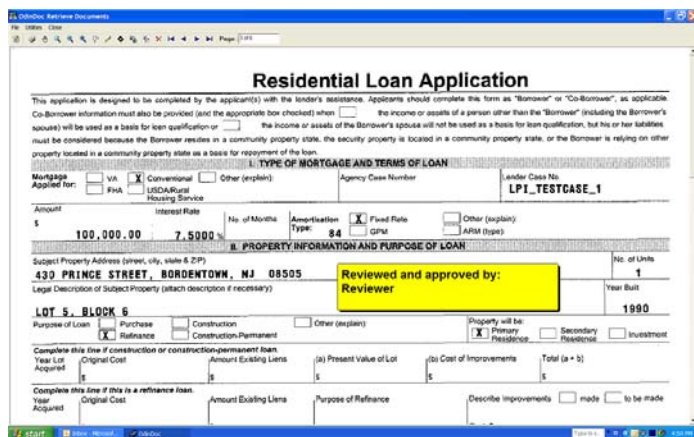 OdinDoc Retrieve Documents
File Utilities Close
Page:
Residential Loan Application
This application is designed to be completed by the applicant(s) with the lender's assistance. Applicants should complete this form as "Borrower" or "Co-Borrower", as applicable.
Co-Borrower information must also be provided (and the appropriate box checked) when the income or assets of a person other than the "Borrower" (including the Borrower's
spouse) will be used as a basis for loan qualification or the income or assets of the Borrower's spouse will not be used as a basis for loan qualification, but his or her liabilities
must be considered because the Borrower resides in a community property state, the security property is located in a community property state, or the Borrower is relying on other
property located in a community property state as a basis for repayment of the loan.
I. TYPE OF MORTGAGE AND TERMS OF LOAN
Mortgage Applied for: VA X Conventional Other (explain): Agency Case Number Lender Case No.
FHA USDA/Rural Housing Service LPI_TESTCASE_1
Amount Interest Rate No. of Months Amortization Type: X Fixed Rate Other (explain):
$ 100,000.00 7.5000 % 84 GPM ARM (type):
II. PROPERTY INFORMATION AND PURPOSE OF LOAN
Subject Property Address (street, city, state & ZIP) No. of Units
430 PRINCE STREET, BORDENTOWN, NJ 08505 1
Reviewed and approved by:
Reviewer
Legal Description of Subject Property (attach description if necessary) Year Built
LOT 5, BLOCK 6 1990
Purpose of Loan Purchase Construction Other (explain): Property will be:
X Refinance Construction-Permanent X Primary Residence Secondary Residence Investment
Complete this line if construction or construction-permanent loan.
Year Lot Acquired Original Cost Amount Existing Liens (a) Present Value of Lot (b) Cost of Improvements Total (a + b)
$ $ $ $ $
Complete this line if this is a refinance loan.
Year Acquired Original Cost Amount Existing Liens Purpose of Refinance Describe Improvements made to be made
start OdinDoc 4:50 PM